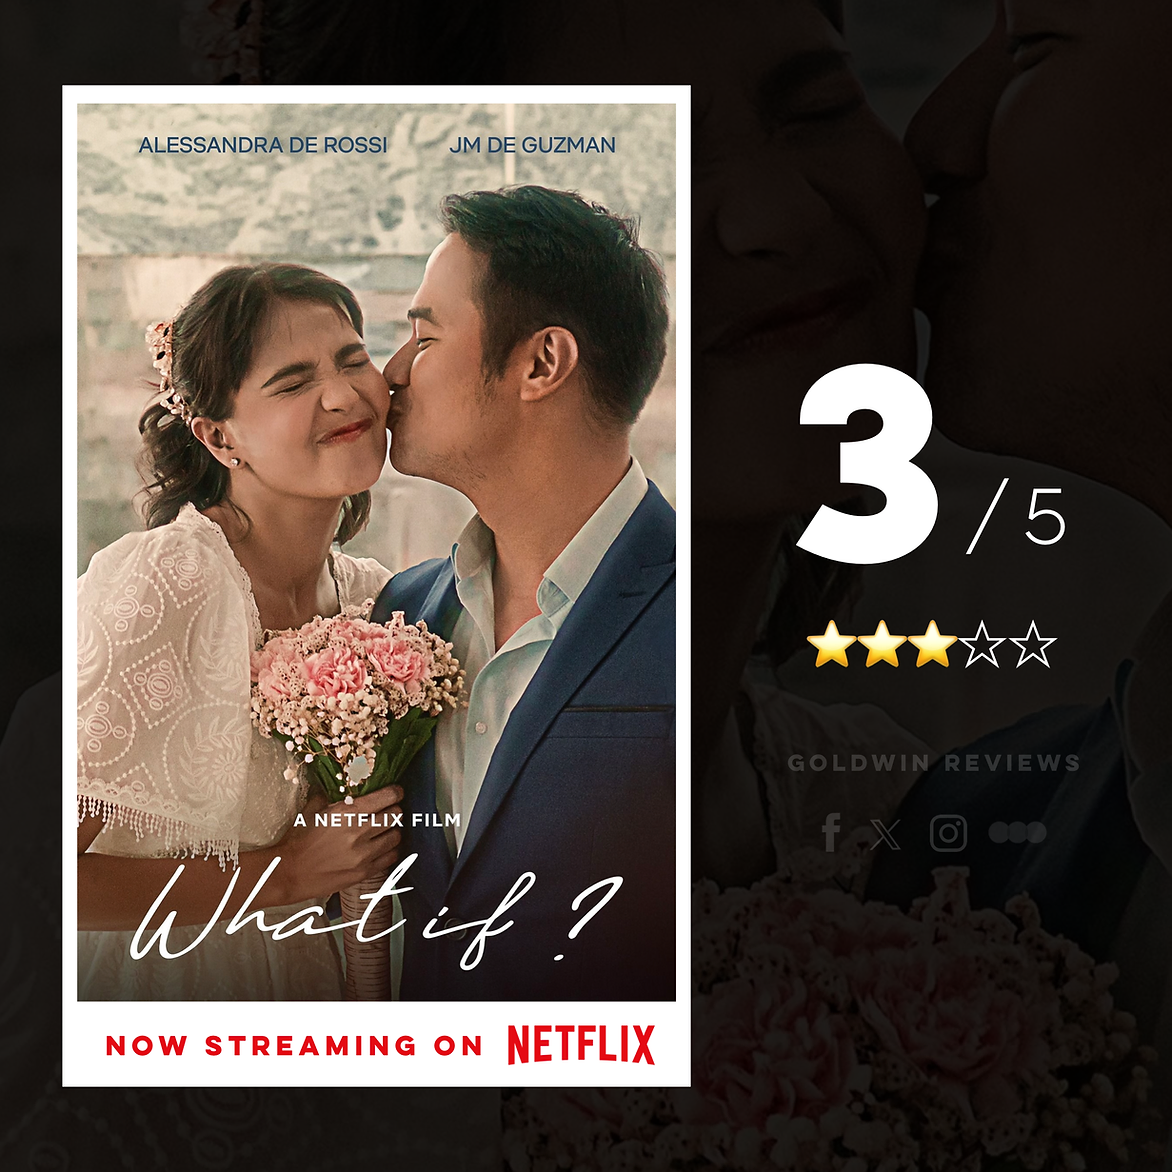 ALESSANDRA DE ROSSI JM DE GUZMAN
A NETFLIX FILM
What if ?
NOW STREAMING ON NETFLIX
3 / 5
GOLDWIN REVIEWS